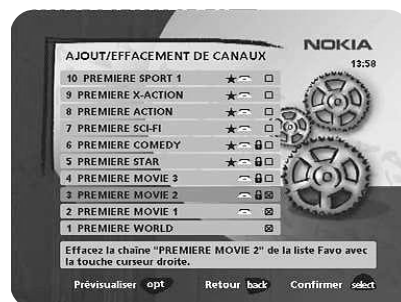 NOKIA
AJOUT/EFFACEMENT DE CANAUX
13:58
10 PREMIERE SPORT 1
9 PREMIERE X-ACTION
8 PREMIERE ACTION
7 PREMIERE SCI-FI
6 PREMIERE COMEDY
5 PREMIERE STAR
4 PREMIERE MOVIE 3
3 PREMIERE MOVIE 2
2 PREMIERE MOVIE 1
1 PREMIERE WORLD
Effacez la chaîne "PREMIERE MOVIE 2" de la liste Favo avec
la touche curseur droite.
Prévisualiser opt Retour back Confirmer select